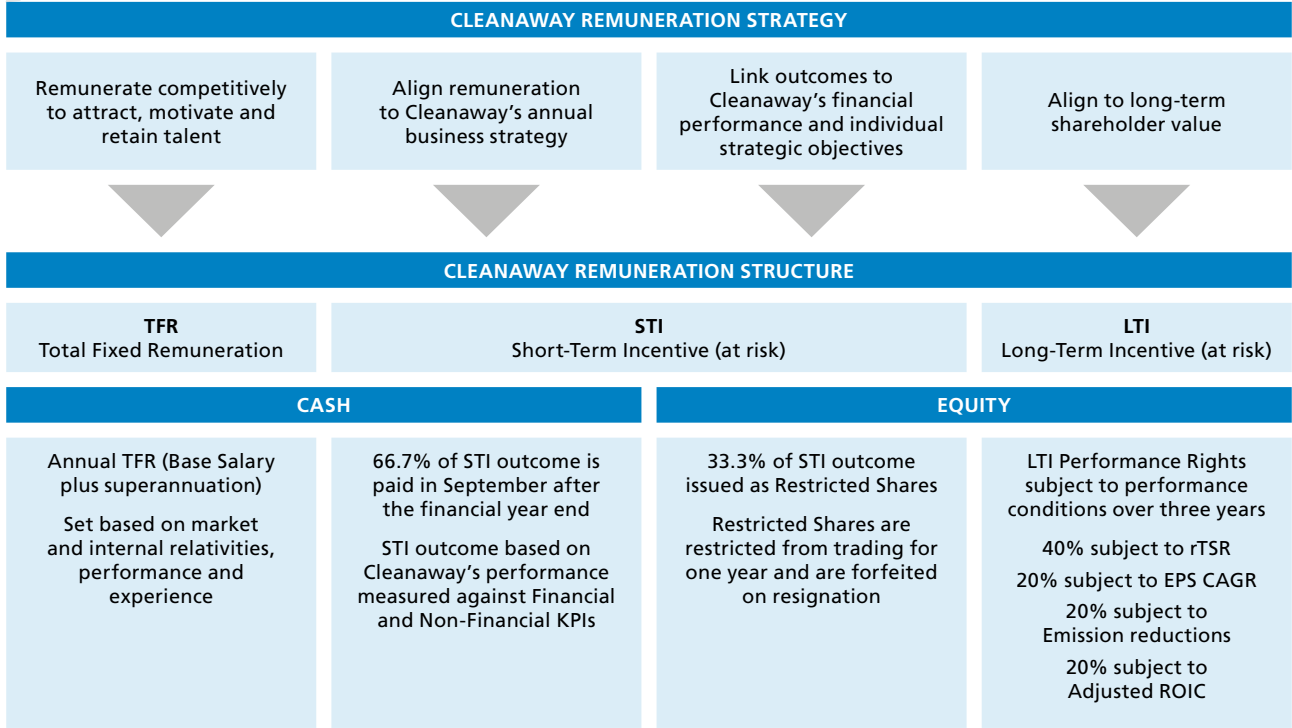 CLEANAWAY REMUNERATION STRATEGY
Remunerate competitively
to attract, motivate and
retain talent
Align remuneration
to Cleanaway’s annual
business strategy
Link outcomes to
Cleanaway’s financial
performance and individual
strategic objectives
Align to long-term
shareholder value
CLEANAWAY REMUNERATION STRUCTURE
TFR
Total Fixed Remuneration
STI
Short-Term Incentive (at risk)
LTI
Long-Term Incentive (at risk)
CASH
EQUITY
Annual TFR (Base Salary
plus superannuation)
Set based on market
and internal relativities,
performance and
experience
66.7% of STI outcome is
paid in September after
the financial year end
STI outcome based on
Cleanaway’s performance
measured against Financial
and Non-Financial KPIs
33.3% of STI outcome
issued as Restricted Shares
Restricted Shares are
restricted from trading for
one year and are forfeited
on resignation
LTI Performance Rights
subject to performance
conditions over three years
40% subject to rTSR
20% subject to EPS CAGR
20% subject to
Emission reductions
20% subject to
Adjusted ROIC